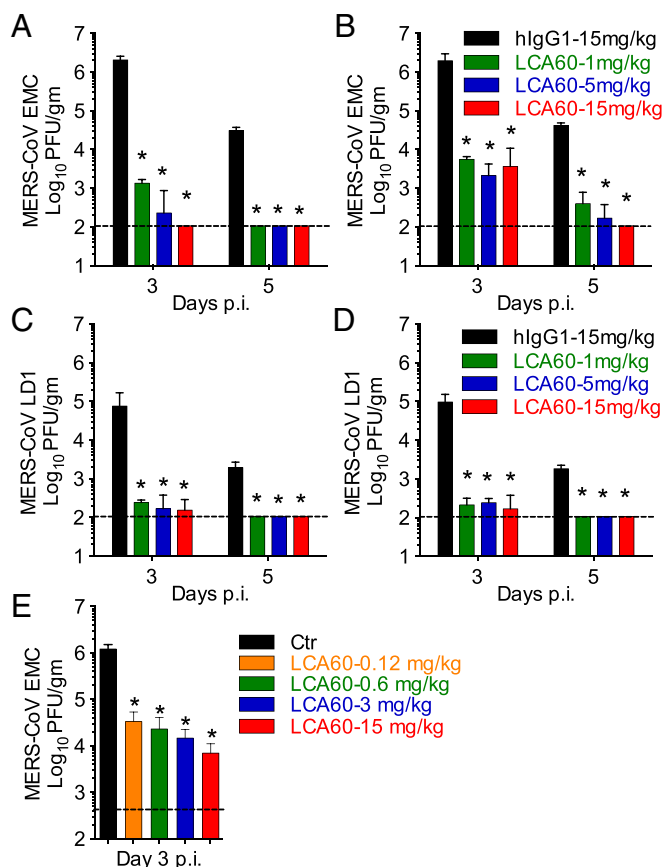 A
MERS-CoV EMC
Log10 PFU/gm
7
6
5
4
3
2
1
* * *
* * *
3 5
Days p.i.
B
MERS-CoV EMC
Log10 PFU/gm
7
6
5
4
3
2
1
hIgG1-15mg/kg
LCA60-1mg/kg
LCA60-5mg/kg
LCA60-15mg/kg
* * *
* * *
3 5
Days p.i.
C
MERS-CoV LD1
Log10 PFU/gm
7
6
5
4
3
2
1
* * *
* * *
3 5
Days p.i.
D
MERS-CoV LD1
Log10 PFU/gm
7
6
5
4
3
2
1
hIgG1-15mg/kg
LCA60-1mg/kg
LCA60-5mg/kg
LCA60-15mg/kg
* * *
* * *
3 5
Days p.i.
E
MERS-CoV EMC
Log10 PFU/gm
7
6
5
4
3
2
* * * *
Day 3 p.i.
Ctr
LCA60-0.12 mg/kg
LCA60-0.6 mg/kg
LCA60-3 mg/kg
LCA60-15 mg/kg